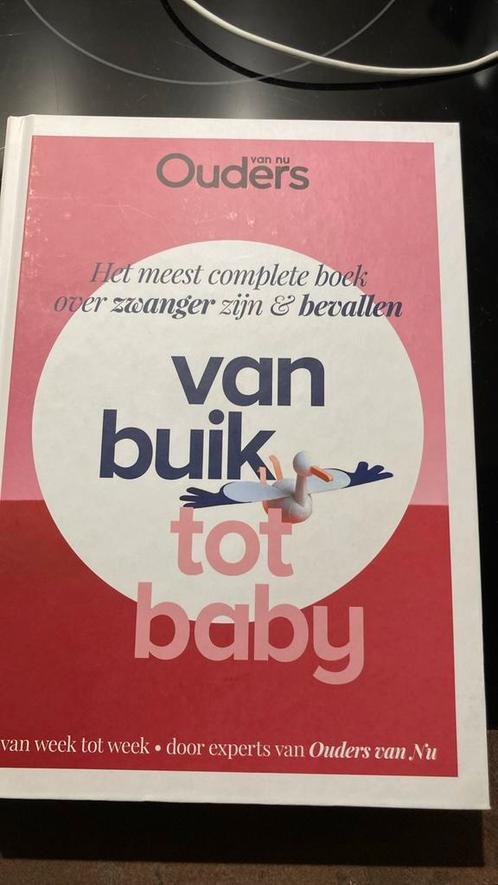 Ouders van nu
Het meest complete boek
over zwanger zijn & bevallen
van
buik
tot
baby
van week tot week • door experts van Ouders van Nu